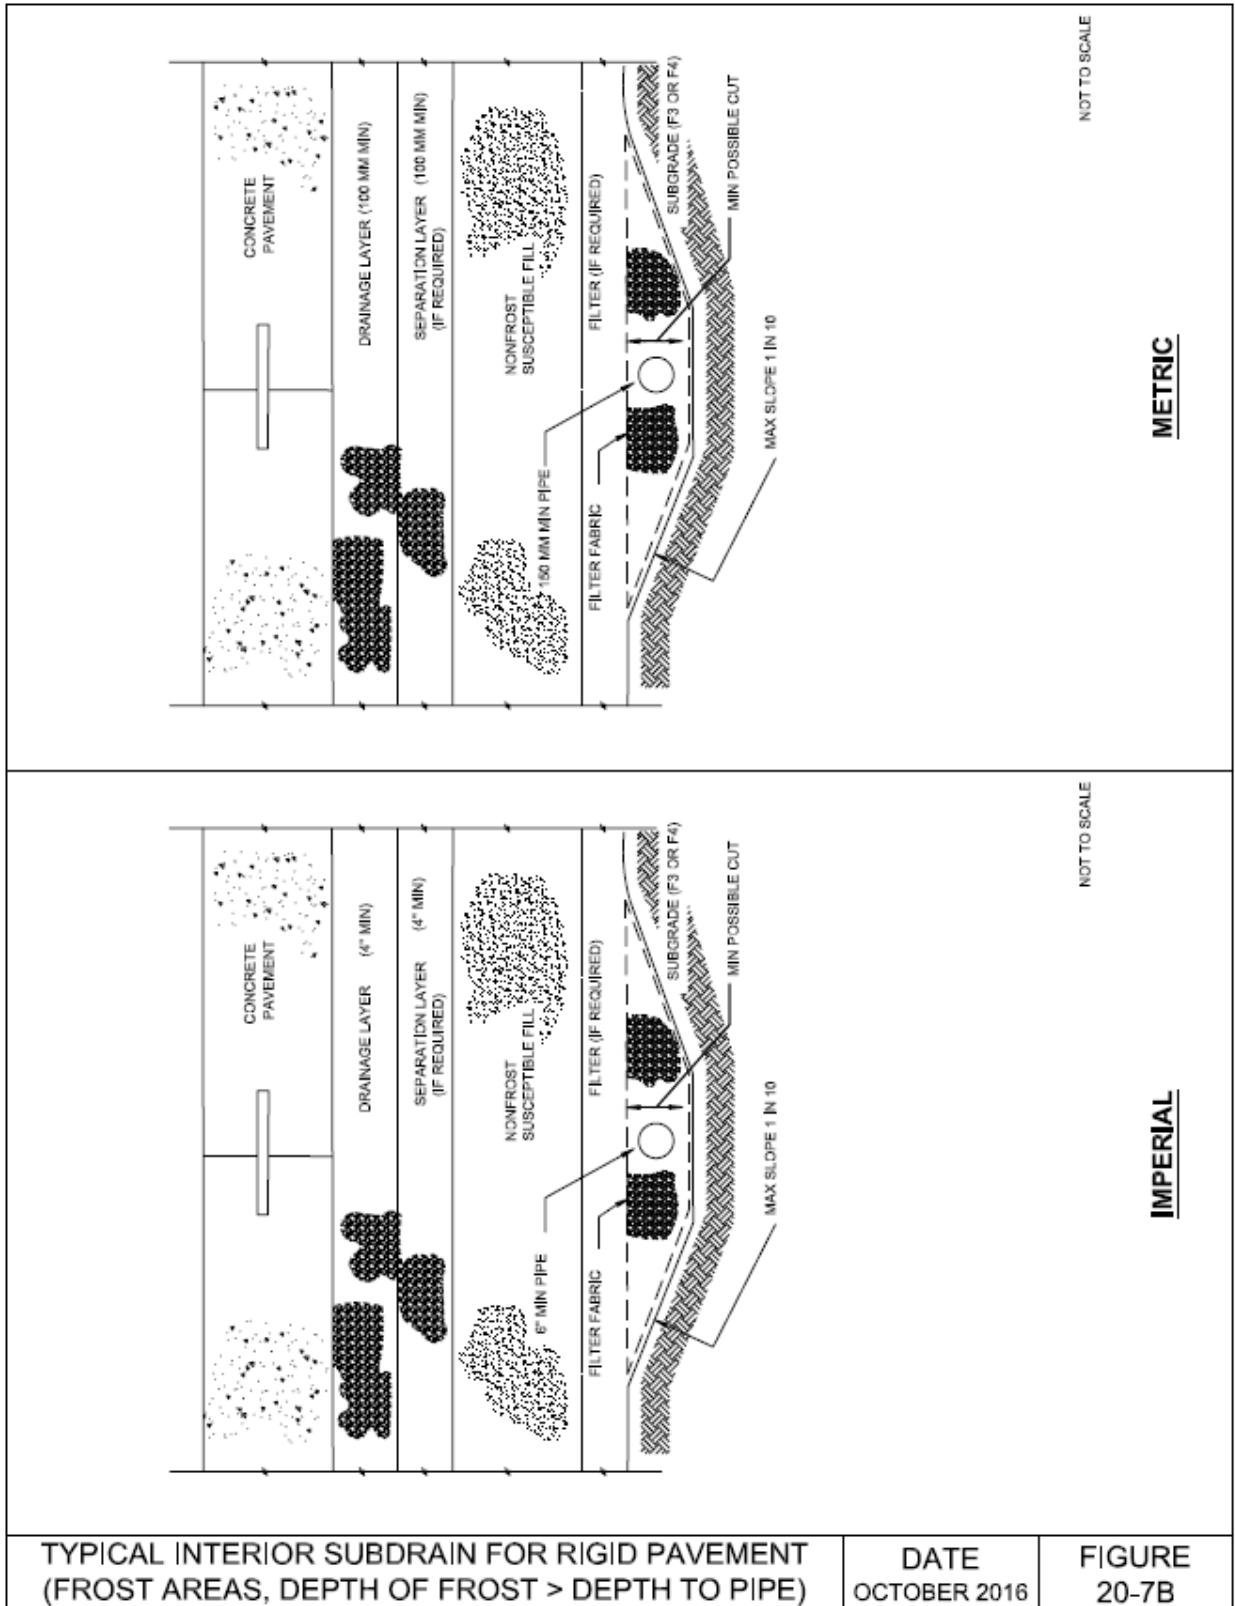 NOT TO SCALE
CONCRETE
PAVEMENT
DRAINAGE LAYER (100 MM MIN)
SEPARATION LAYER (100 MM MIN)
(IF REQUIRED)
NONFROST
SUSCEPTIBLE FILL
150 MM MIN PIPE
FILTER (IF REQUIRED)
FILTER FABRIC
SUBGRADE (F3 OR F4)
MIN POSSIBLE CUT
MAX SLOPE 1 IN 10
METRIC
NOT TO SCALE
CONCRETE
PAVEMENT
DRAINAGE LAYER (4" MIN)
SEPARATION LAYER (4" MIN)
(IF REQUIRED)
NONFROST
SUSCEPTIBLE FILL
6" MIN PIPE
FILTER (IF REQUIRED)
FILTER FABRIC
SUBGRADE (F3 OR F4)
MIN POSSIBLE CUT
MAX SLOPE 1 IN 10
IMPERIAL
TYPICAL INTERIOR SUBDRAIN FOR RIGID PAVEMENT
(FROST AREAS, DEPTH OF FROST > DEPTH TO PIPE)
DATE
OCTOBER 2016
FIGURE
20-7B